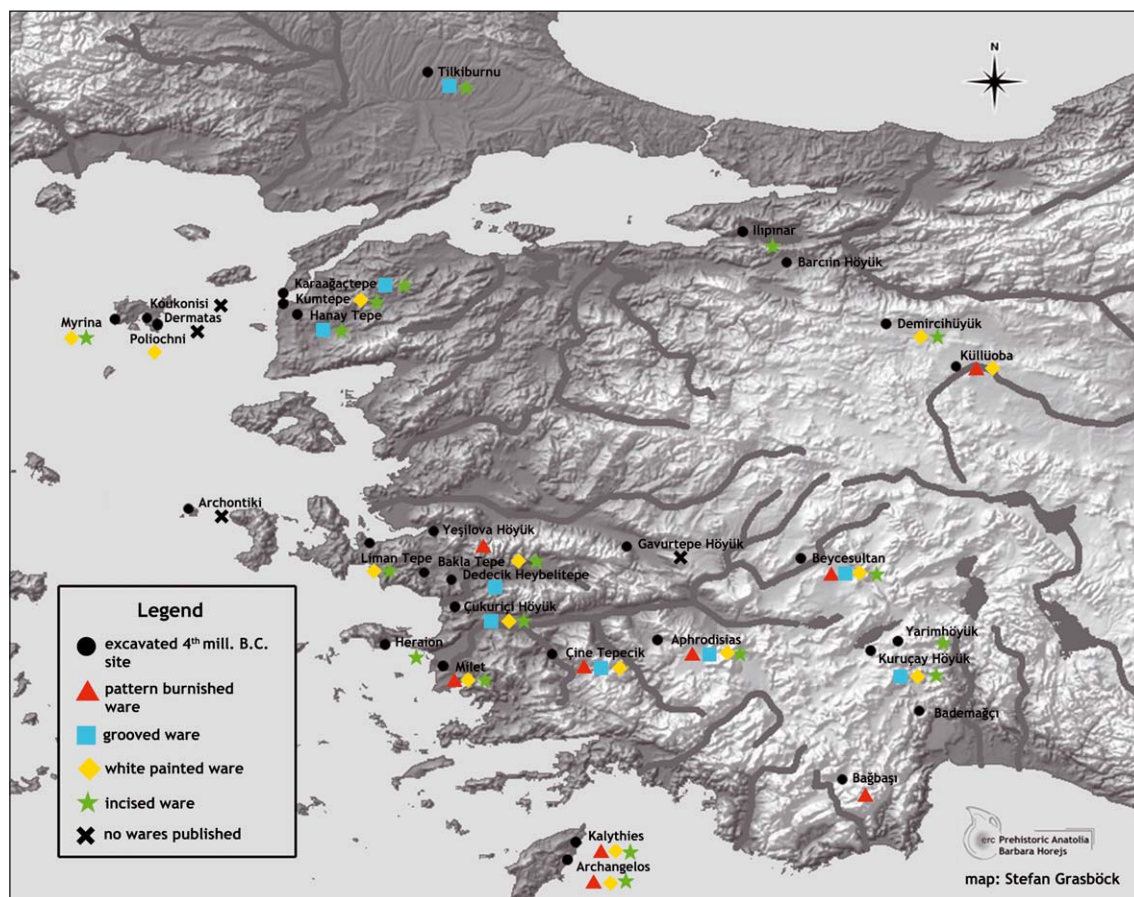 N
Tilkiburnu
Ilıpınar
Barcıın Höyük
Karaağaçtepe
Kumtepe
Hanay Tepe
Koukonisi
Dermatas
Myrina
Poliochni
Demircihüyük
Küllüoba
Archontiki
Yeşilova Höyük
Gavurtepe Höyük
Liman Tepe
Bakla Tepe
Dedecik Heybelitepe
Beycesultan
Çukuriçi Höyük
Heraion
Milet
Çine Tepecik
Aphrodisias
Yarımhöyük
Kuruçay Höyük
Bademağçı
Bağbaşı
Kalythies
Archangelos
Legend
excavated 4th mill. B.C.
site
pattern burnished
ware
grooved ware
white painted ware
incised ware
no wares published
erc Prehistoric Anatolia
Barbara Horejs
map: Stefan Grasböck